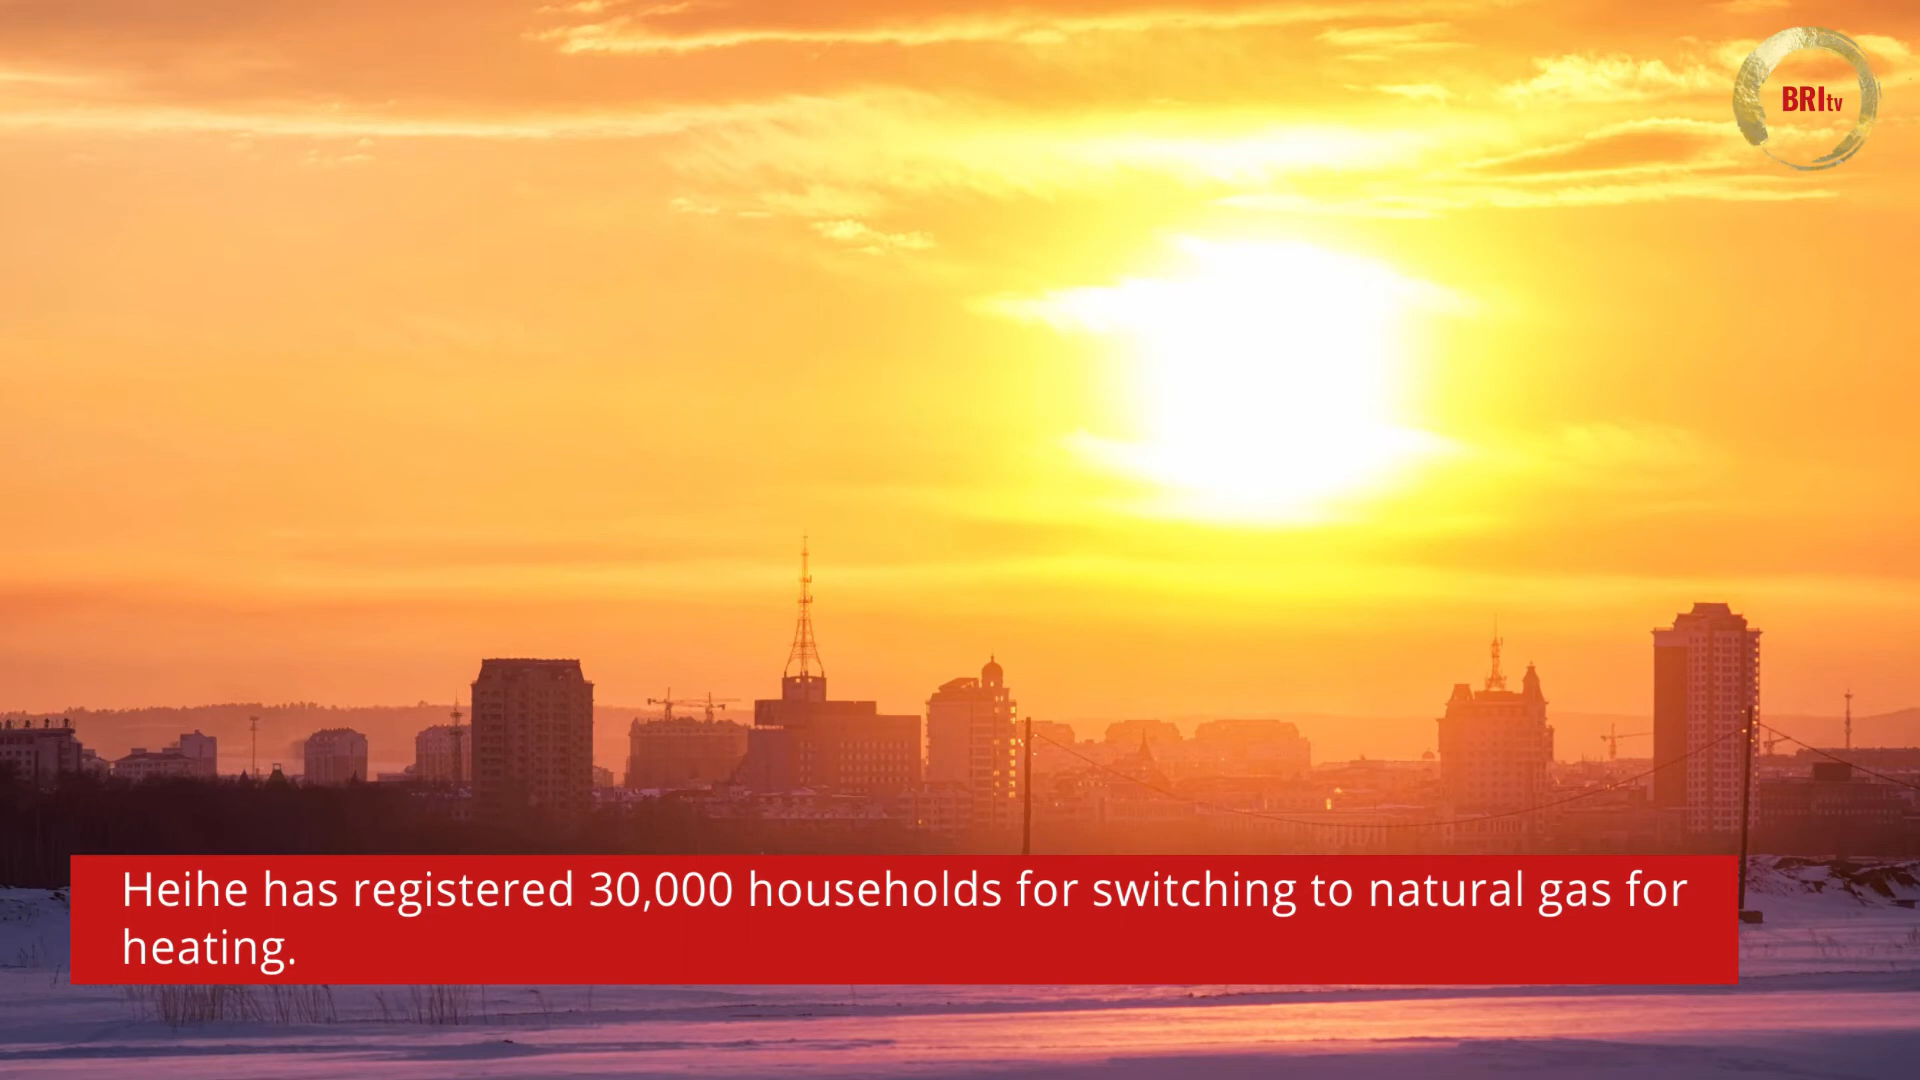 BRItv
Heihe has registered 30,000 households for switching to natural gas for
heating.